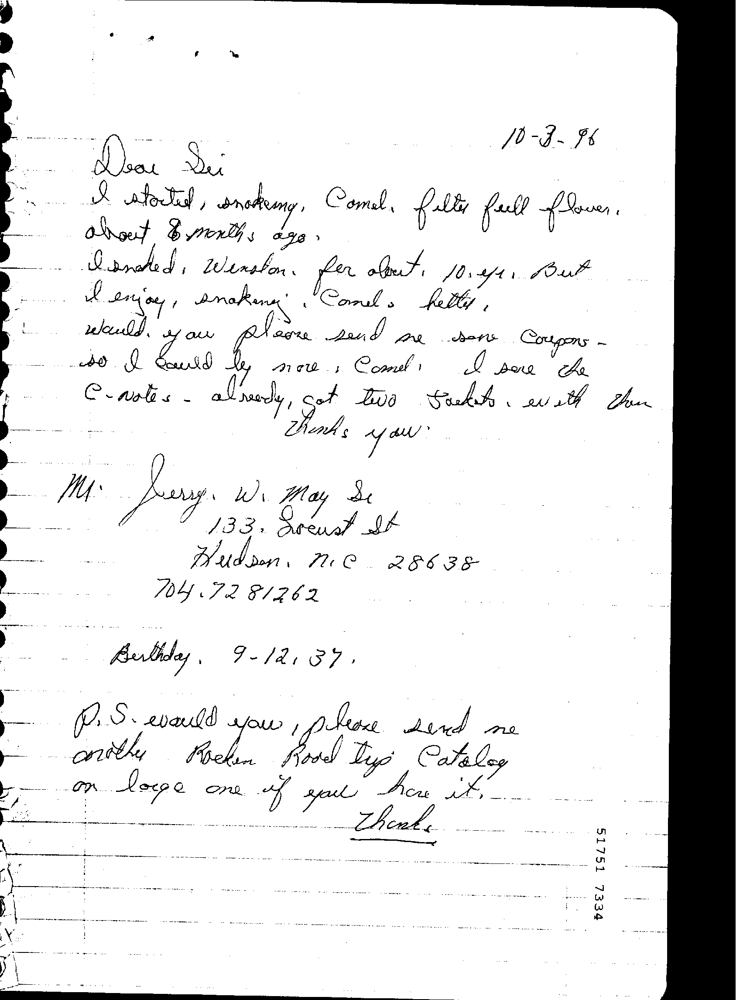 10-3-96
Dear Sir
I started, smoking, Camel. filter full flover.
about 8 months ago.
I smoked, Winston. fer about, 10. yr. But
I enjoy, smoking, Camel. better,
would. you please send me some Coupons-
so I Could by more, Camel. I save the
C-notes - already, got two Jackets. with them
Thanks you.
Mr. Jerry. W. May Sr
133. Locust St
Hudson. N.C 28638
704.7281262
Birthday. 9-12, 37.
P.S. would you, please send me
another Rocken Road trip Catalog
on large one if you have it.
Thanks
51751 7334